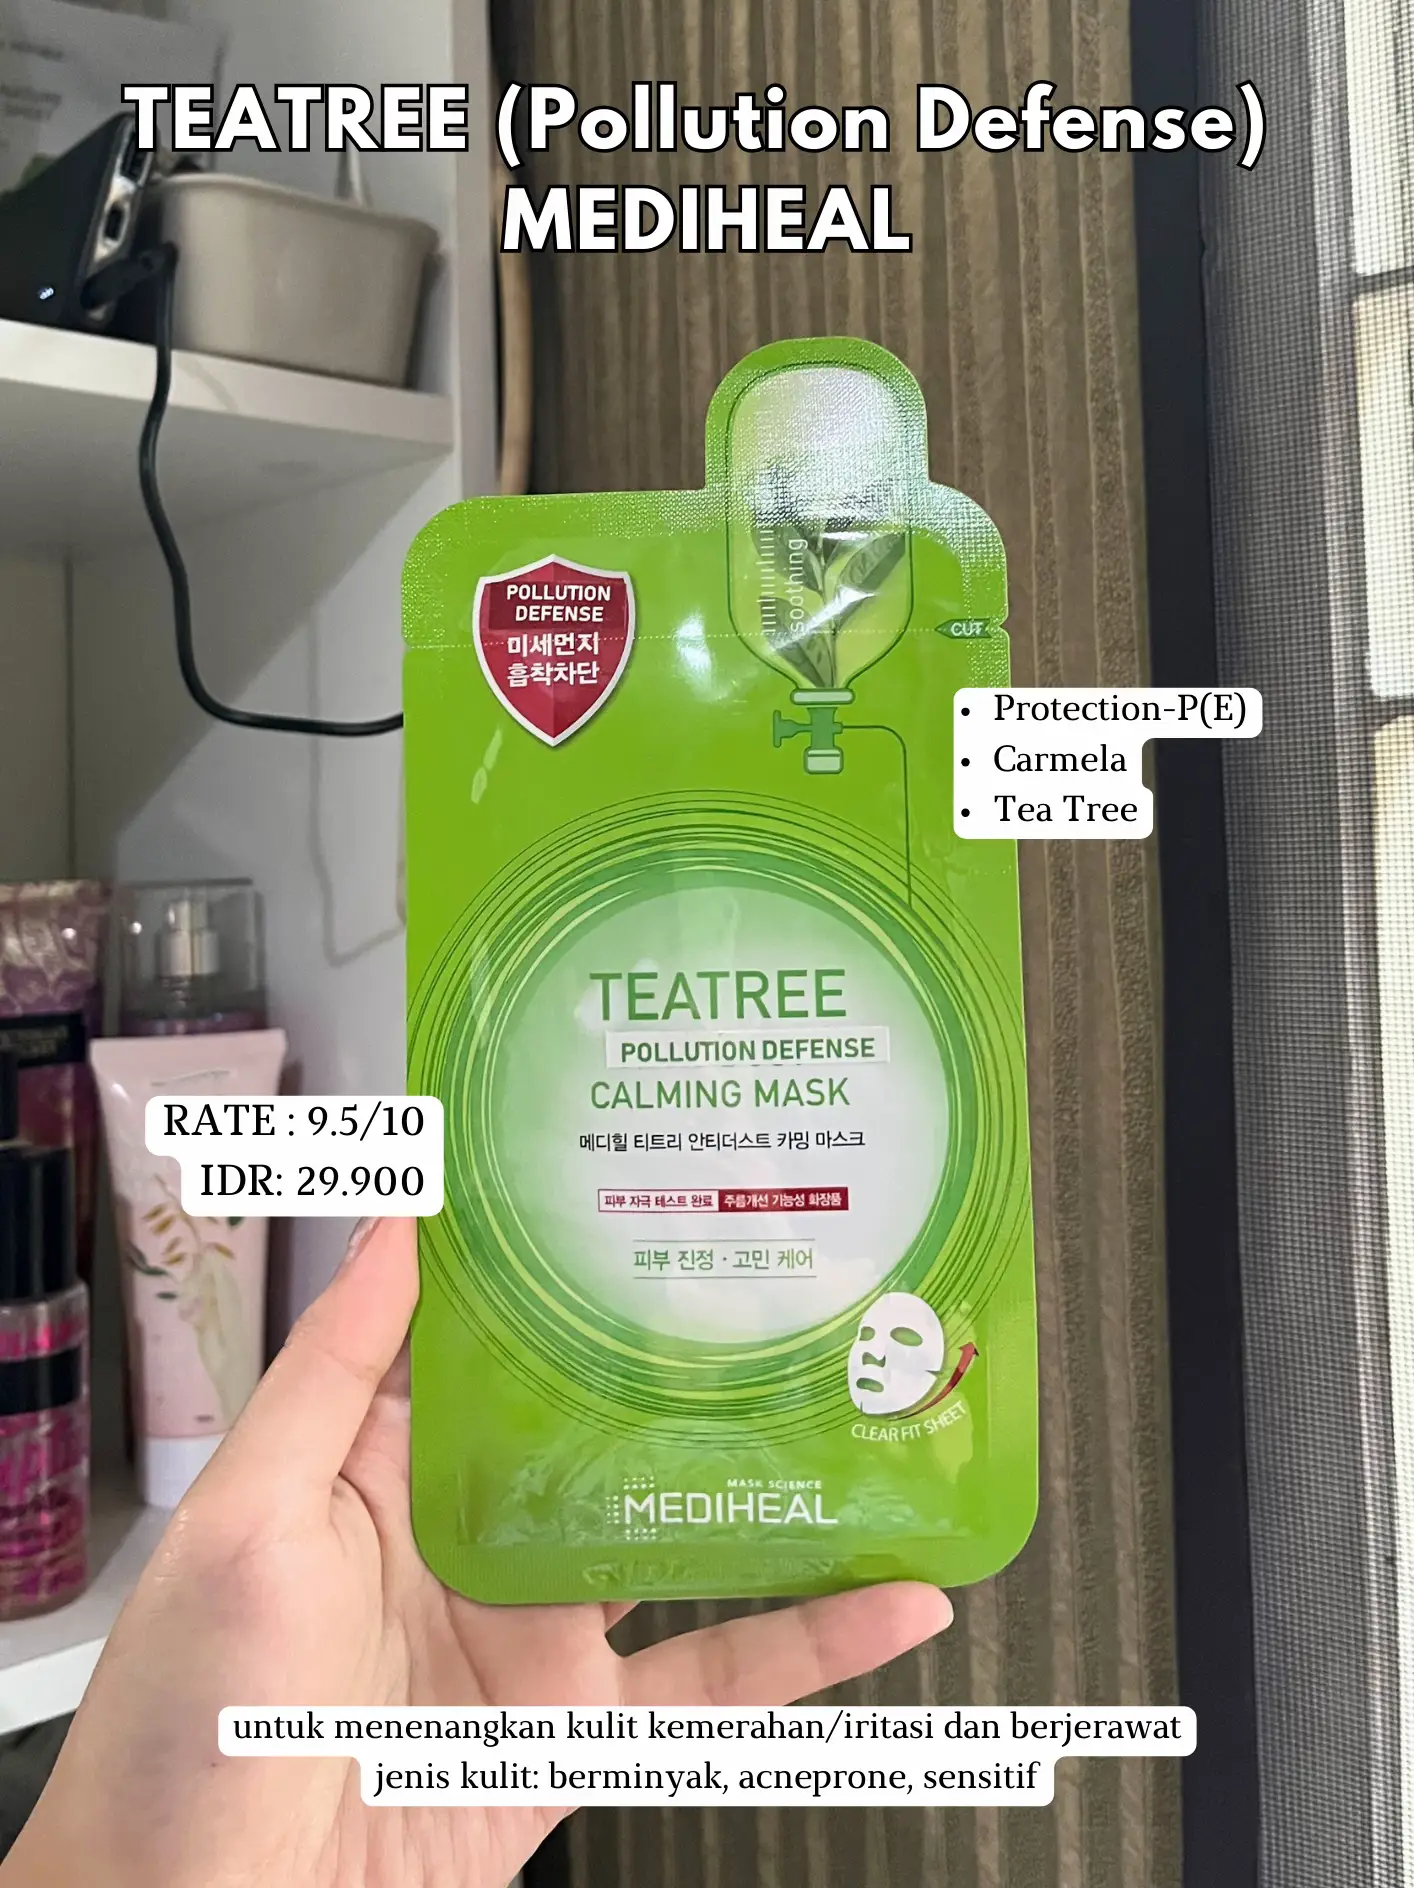 TEATREE (Pollution Defense)
MEDIHEAL
soothing
POLLUTION
DEFENSE
미세먼지
흡착차단
CUT
• Protection-P(E)
• Carmela
• Tea Tree
TEATREE
POLLUTION DEFENSE
CALMING MASK
메디힐 티트리 안티더스트 카밍 마스크
RATE : 9.5/10
IDR: 29.900
피부 자극 테스트 완료 주름개선 기능성 화장품
피부 진정 · 고민 케어
CLEAR FIT SHEET
MASK SCIENCE
MEDIHEAL
untuk menenangkan kulit kemerahan/iritasi dan berjerawat
jenis kulit: berminyak, acneprone, sensitif